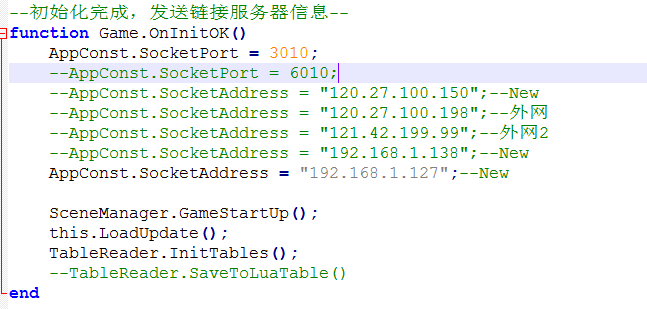 --初始化完成，发送链接服务器信息--
function Game.OnInitOK()
    AppConst.SocketPort = 3010;
    --AppConst.SocketPort = 6010;
    --AppConst.SocketAddress = "120.27.100.150";--New
    --AppConst.SocketAddress = "120.27.100.198";--外网
    --AppConst.SocketAddress = "121.42.199.99";--外网2
    --AppConst.SocketAddress = "192.168.1.138";--New
    AppConst.SocketAddress = "192.168.1.127";--New
    SceneManager.GameStartUp();
    this.LoadUpdate();
    TableReader.InitTables();
    --TableReader.SaveToLuaTable()
end